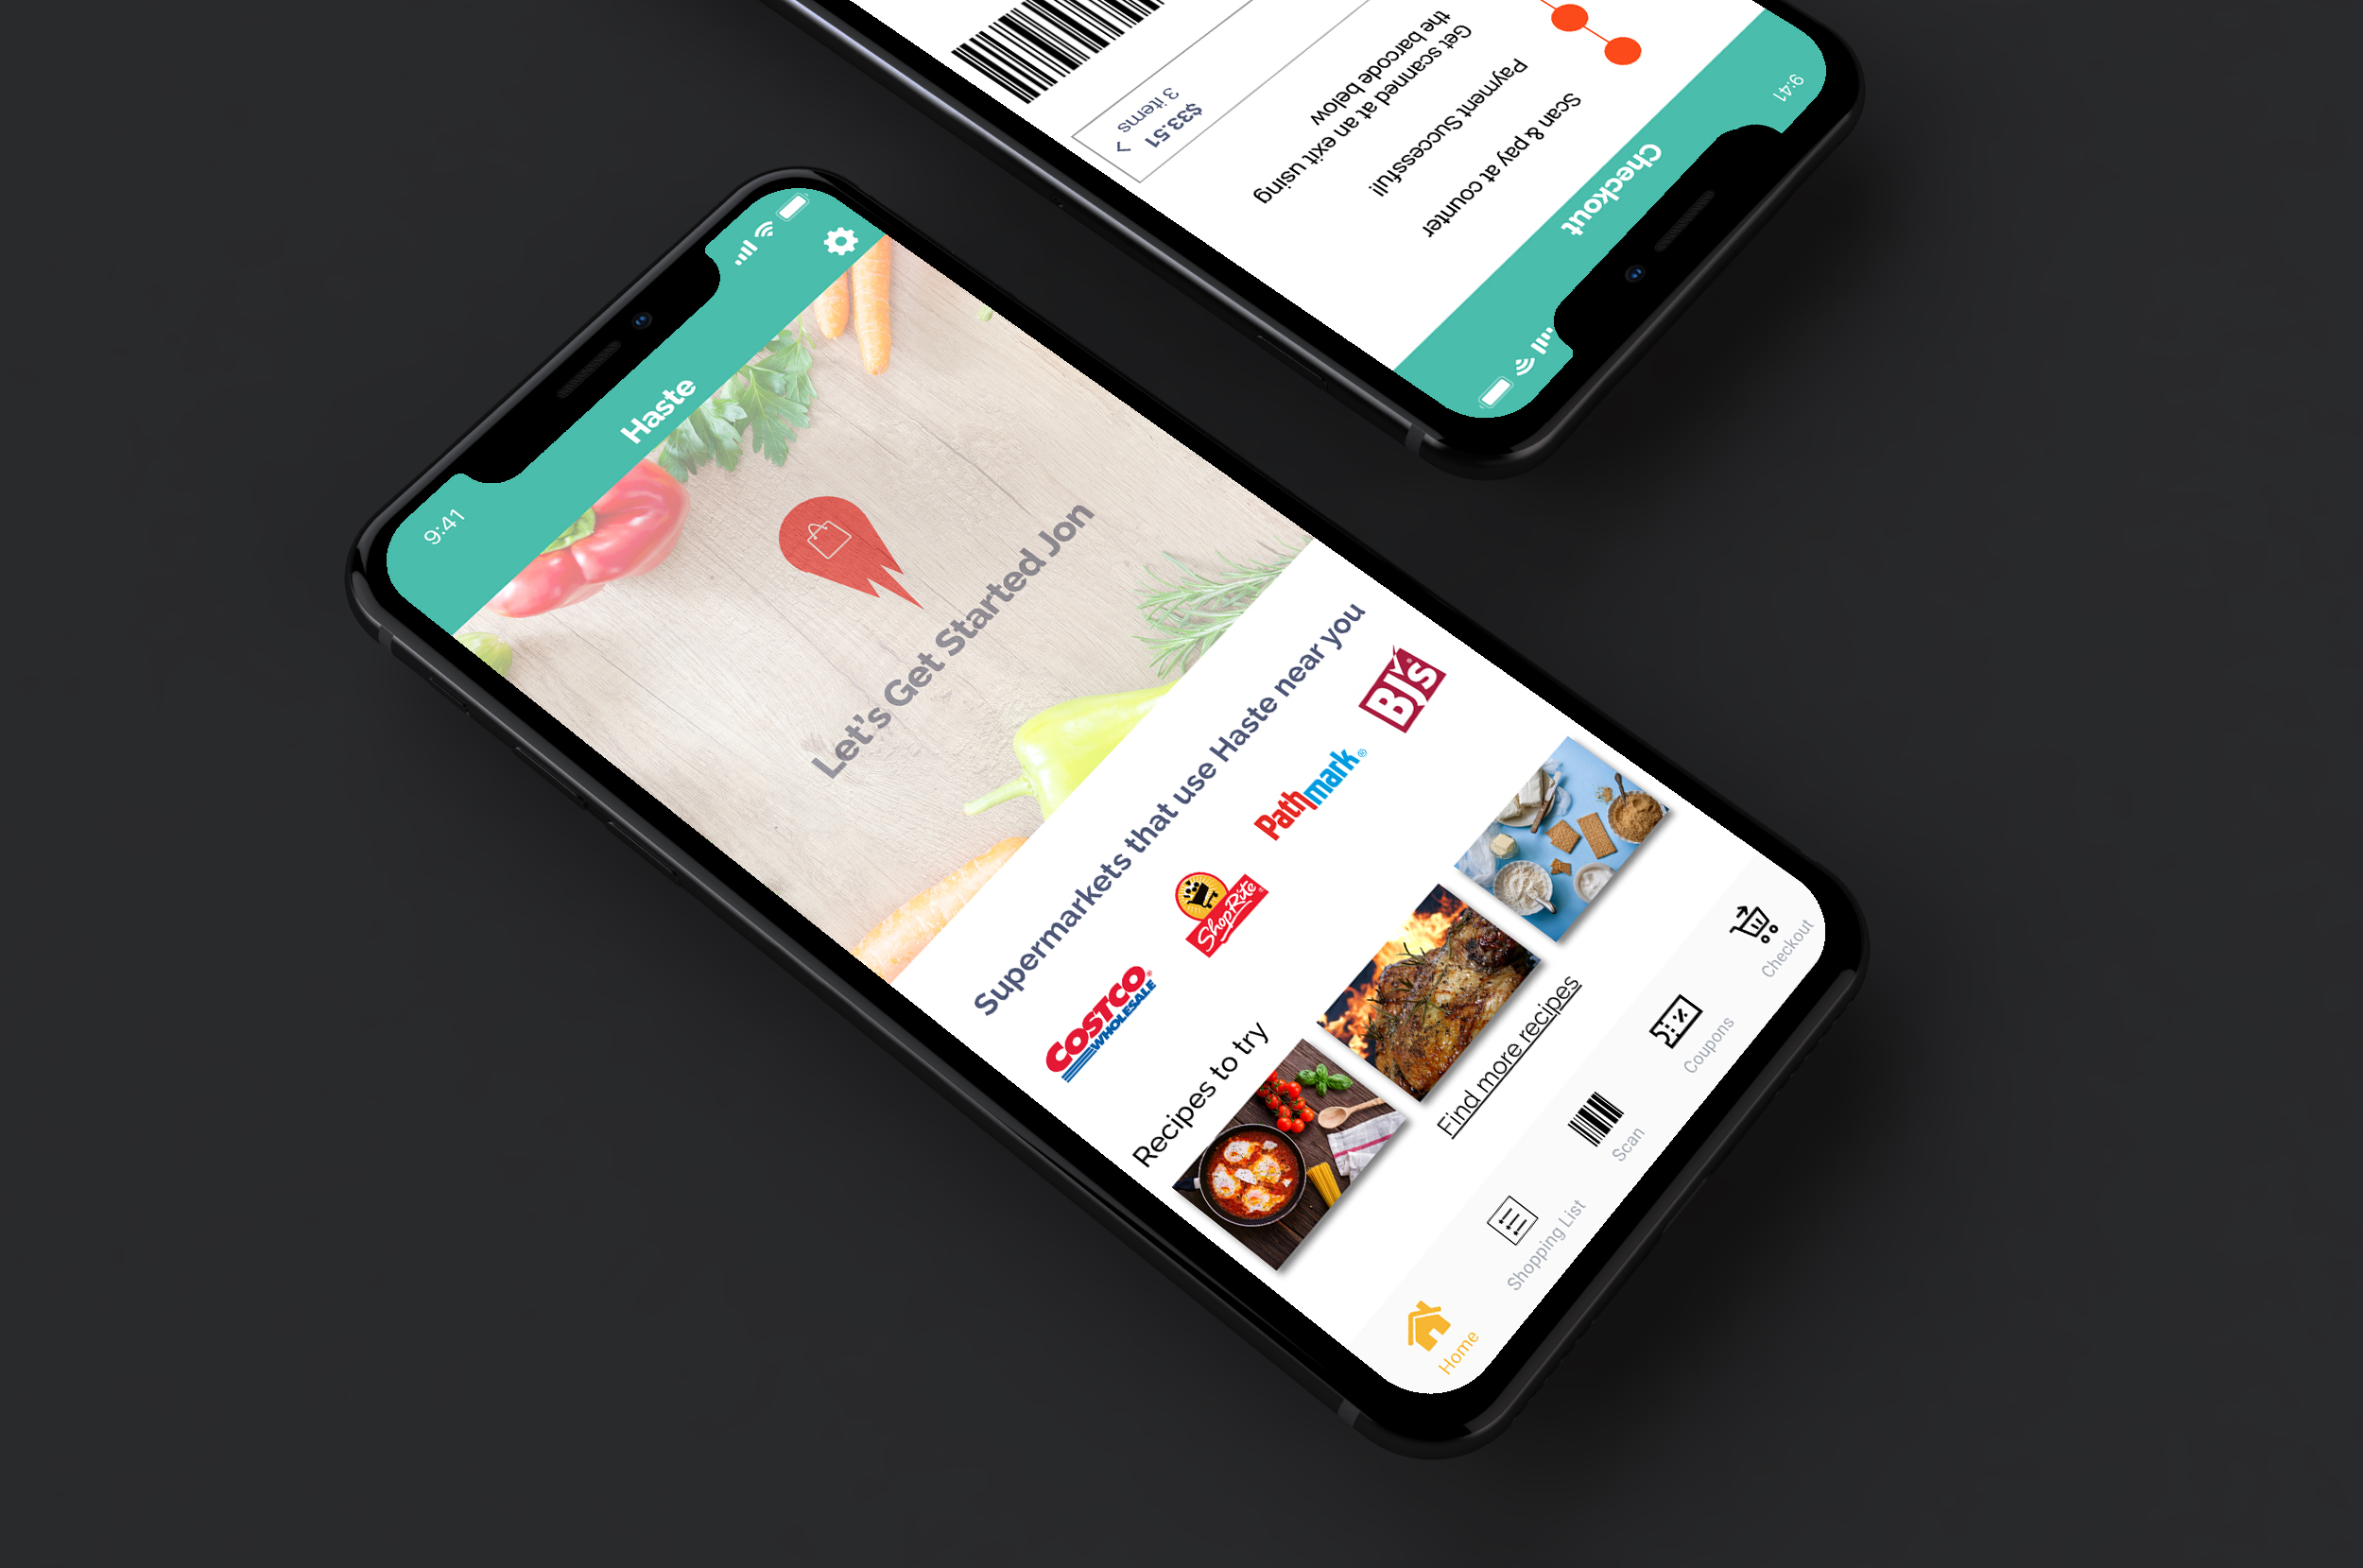 9:41
Haste
Let's Get Started Jon
Supermarkets that use Haste near you
COSTCO
WHOLESALE
ShopRite
Pathmark®
BJ's
Recipes to try
Find more recipes
Home
Shopping List
Scan
Coupons
Checkout
9:41
Checkout
Scan & pay at counter
Payment Successful!
Get scanned at an exit using
the barcode below
$33.51
3 items
>